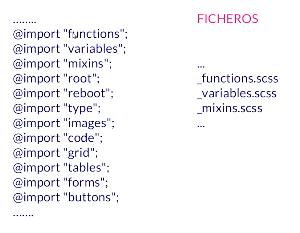 ........
@import "functions";
@import "variables";
@import "mixins";
@import "root";
@import "reboot";
@import "type";
@import "images";
@import "code";
@import "grid";
@import "tables";
@import "forms";
@import "buttons";
.......
FICHEROS
...
_functions.scss
_variables.scss
_mixins.scss
...